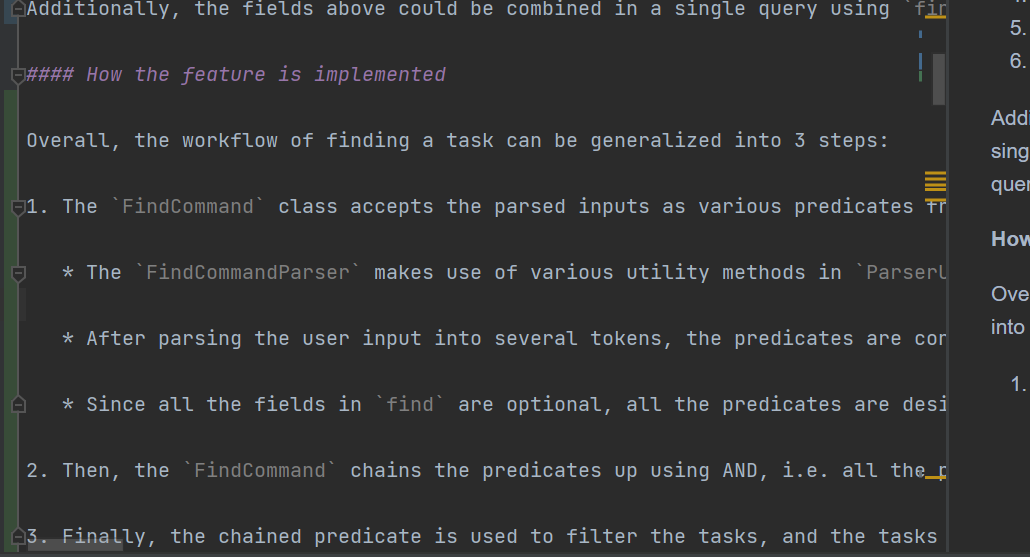 Additionally, the fields above could be combined in a single query using `fin
#### How the feature is implemented
Overall, the workflow of finding a task can be generalized into 3 steps:
1. The `FindCommand` class accepts the parsed inputs as various predicates fr
* The `FindCommandParser` makes use of various utility methods in `ParserU
* After parsing the user input into several tokens, the predicates are con
* Since all the fields in `find` are optional, all the predicates are desi
2. Then, the `FindCommand` chains the predicates up using AND, i.e. all the p
3. Finally, the chained predicate is used to filter the tasks, and the tasks
5.
6.
Addi
sing
quer
How
Ove
into
1.